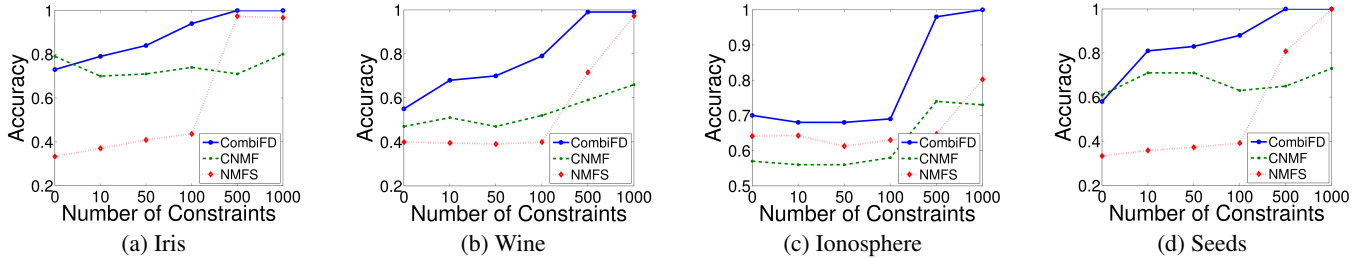 1
0.8
0.6
0.4
0.2
Accuracy
0 10 50 100 500 1000
Number of Constraints
CombiFD
CNMF
NMFS
(a) Iris
1
0.8
0.6
0.4
0.2
Accuracy
0 10 50 100 500 1000
Number of Constraints
CombiFD
CNMF
NMFS
(b) Wine
1
0.9
0.8
0.7
0.6
0.5
Accuracy
0 10 50 100 500 1000
Number of Constraints
CombiFD
CNMF
NMFS
(c) Ionosphere
1
0.8
0.6
0.4
0.2
Accuracy
0 10 50 100 500 1000
Number of Constraints
CombiFD
CNMF
NMFS
(d) Seeds